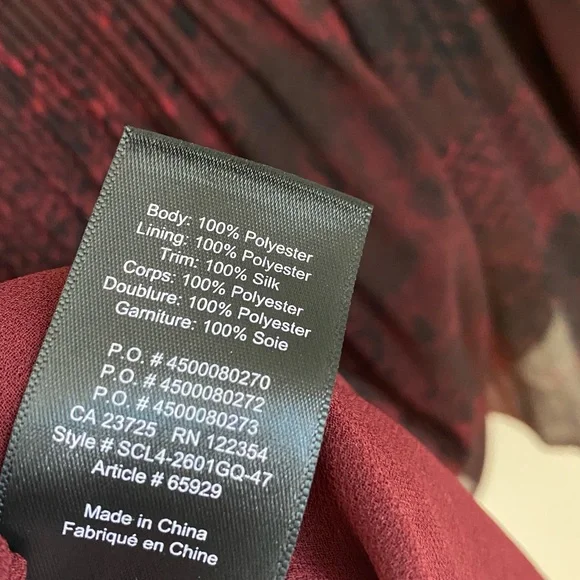 Body: 100% Polyester
Lining: 100% Polyester
Trim: 100% Silk
Corps: 100% Polyester
Doublure: 100% Polyester
Garniture: 100% Soie
P.O. # 4500080270
P.O. # 4500080272
P.O. # 4500080273
CA 23725 RN 122354
Style # SCL4-2601GQ-47
Article # 65929
Made in China
Fabriqué en Chine